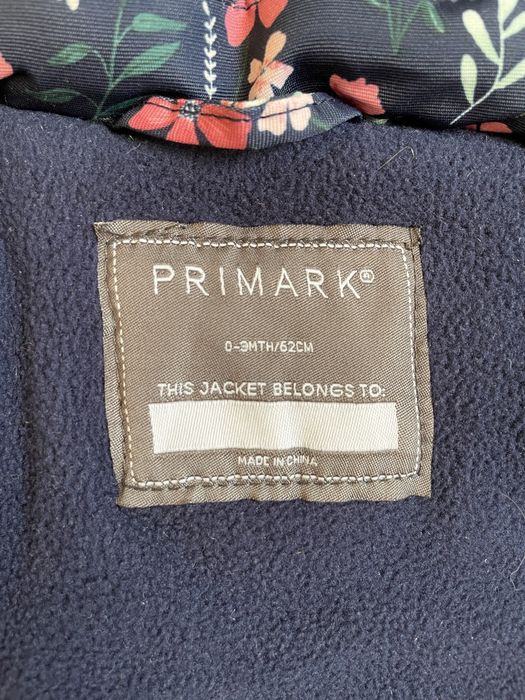 PRIMARK®
0-3MTH/62CM
THIS JACKET BELONGS TO:
MADE IN CHINA